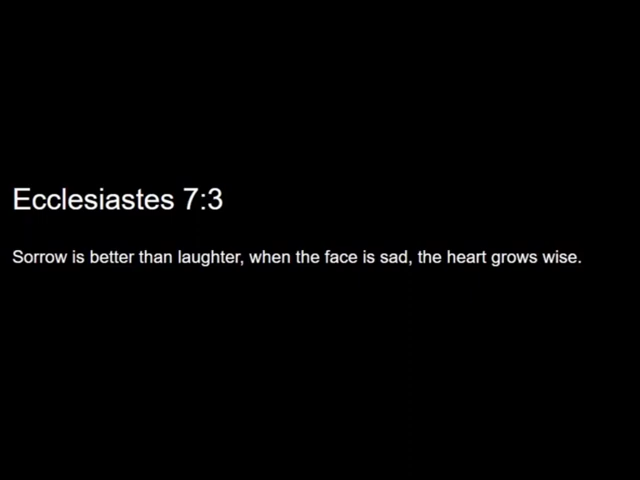 Ecclesiastes 7:3
Sorrow is better than laughter, when the face is sad, the heart grows wise.